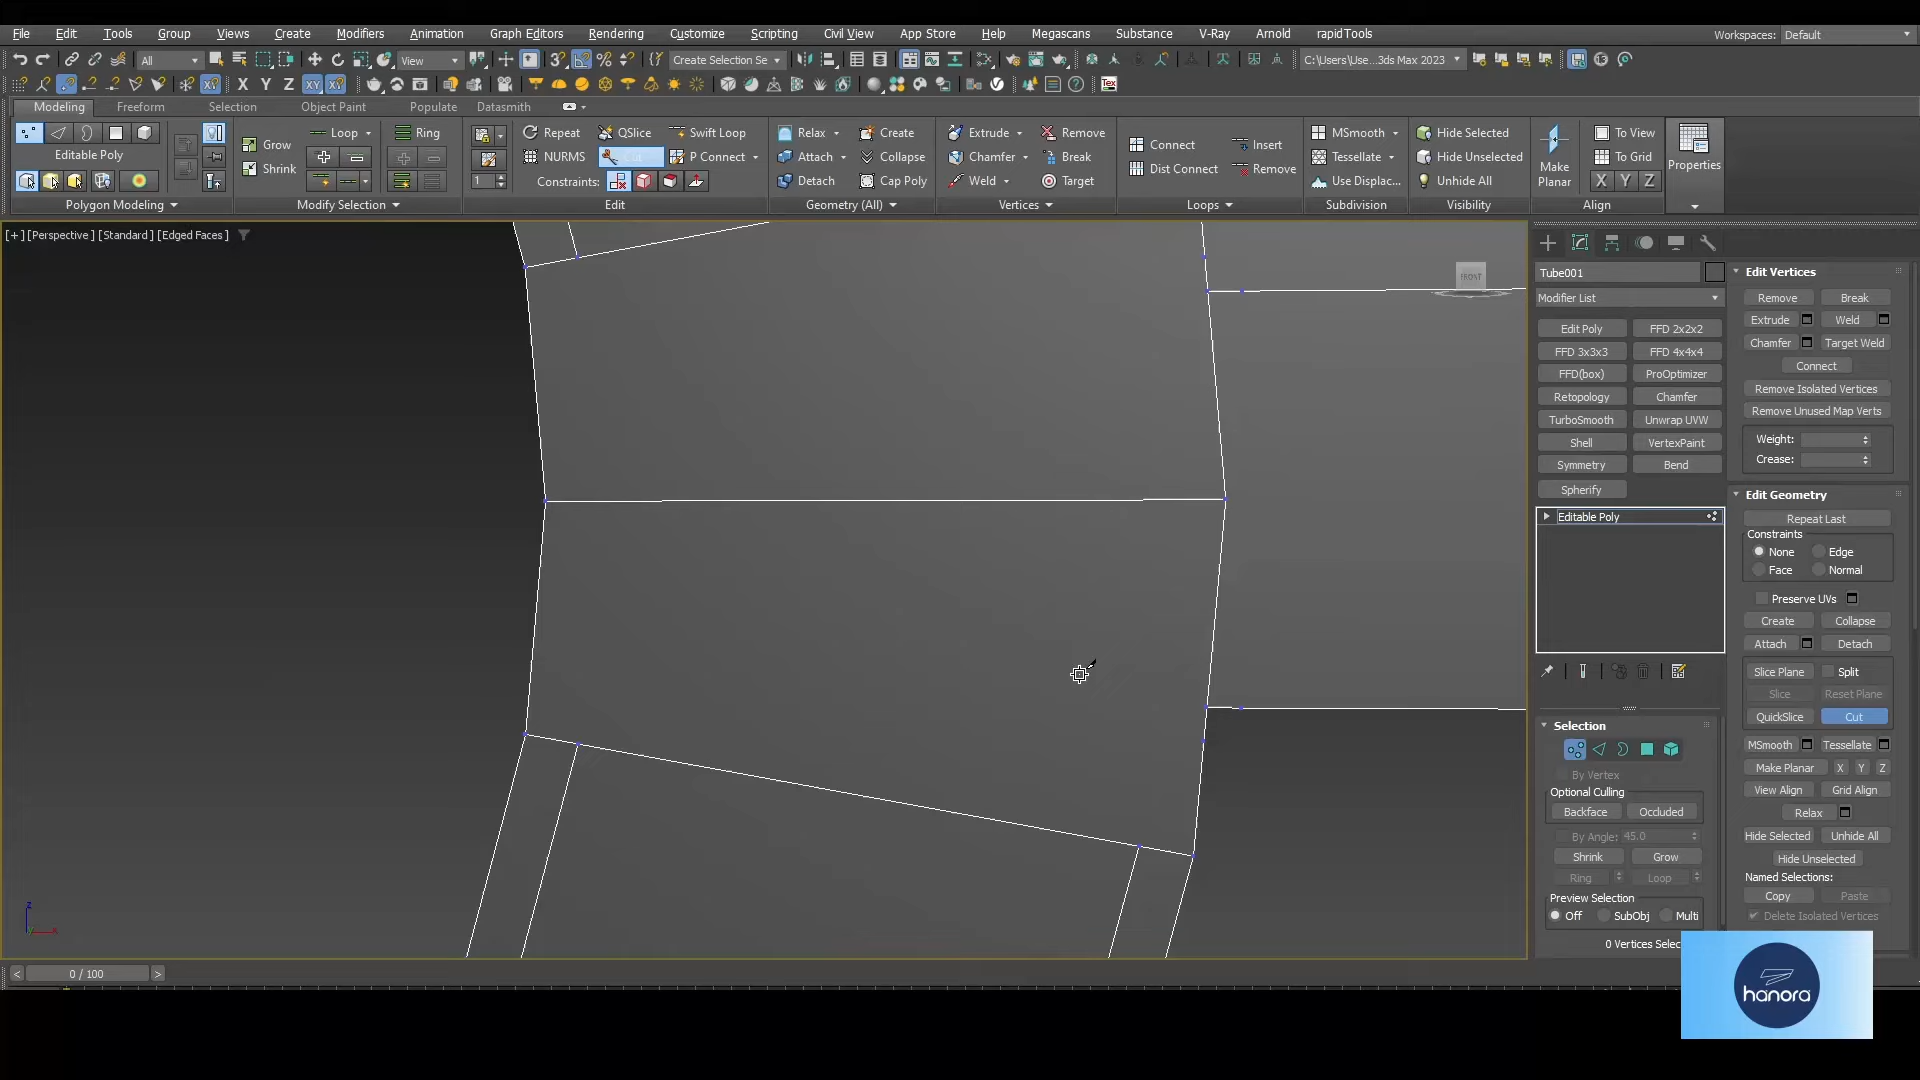 File Edit Tools Group Views Create Modifiers Animation Graph Editors Rendering Customize Scripting Civil View App Store Help Megascans Substance V-Ray Arnold rapidTools Workspaces: Default
All View Create Selection Se C:\Users\Use...3ds Max 2023
X Y Z XY
Modeling Freeform Selection Object Paint Populate Datasmith
Loop Ring Repeat QSlice Swift Loop Relax Create Extrude Remove MSmooth Hide Selected To View
Grow Connect Insert
Editable Poly NURMS P Connect Attach Collapse Chamfer Break Tessellate Hide Unselected To Grid
Shrink Dist Connect Remove Make Planar Properties
1 Constraints: Detach Cap Poly Weld Target Use Displac... Unhide All X Y Z
Polygon Modeling Modify Selection Edit Geometry (All) Vertices Loops Subdivision Visibility Align
[+] [Perspective] [Standard] [Edged Faces]
FRONT
z
x
0 / 100
Tube001
Modifier List
Edit Poly FFD 2x2x2
FFD 3x3x3 FFD 4x4x4
FFD(box) ProOptimizer
Retopology Chamfer
TurboSmooth Unwrap UVW
Shell VertexPaint
Symmetry Bend
Spherify
Editable Poly
Selection
By Vertex
Optional Culling
Backface Occluded
By Angle: 45.0
Shrink Grow
Ring Loop
Preview Selection
Off SubObj Multi
0 Vertices Selec
Edit Vertices
Remove Break
Extrude Weld
Chamfer Target Weld
Connect
Remove Isolated Vertices
Remove Unused Map Verts
Weight:
Crease:
Edit Geometry
Repeat Last
Constraints
None Edge
Face Normal
Preserve UVs
Create Collapse
Attach Detach
Slice Plane Split
Slice Reset Plane
QuickSlice Cut
MSmooth Tessellate
Make Planar X Y Z
View Align Grid Align
Relax
Hide Selected Unhide All
Hide Unselected
Named Selections:
Copy Paste
Delete Isolated Vertices
hanora